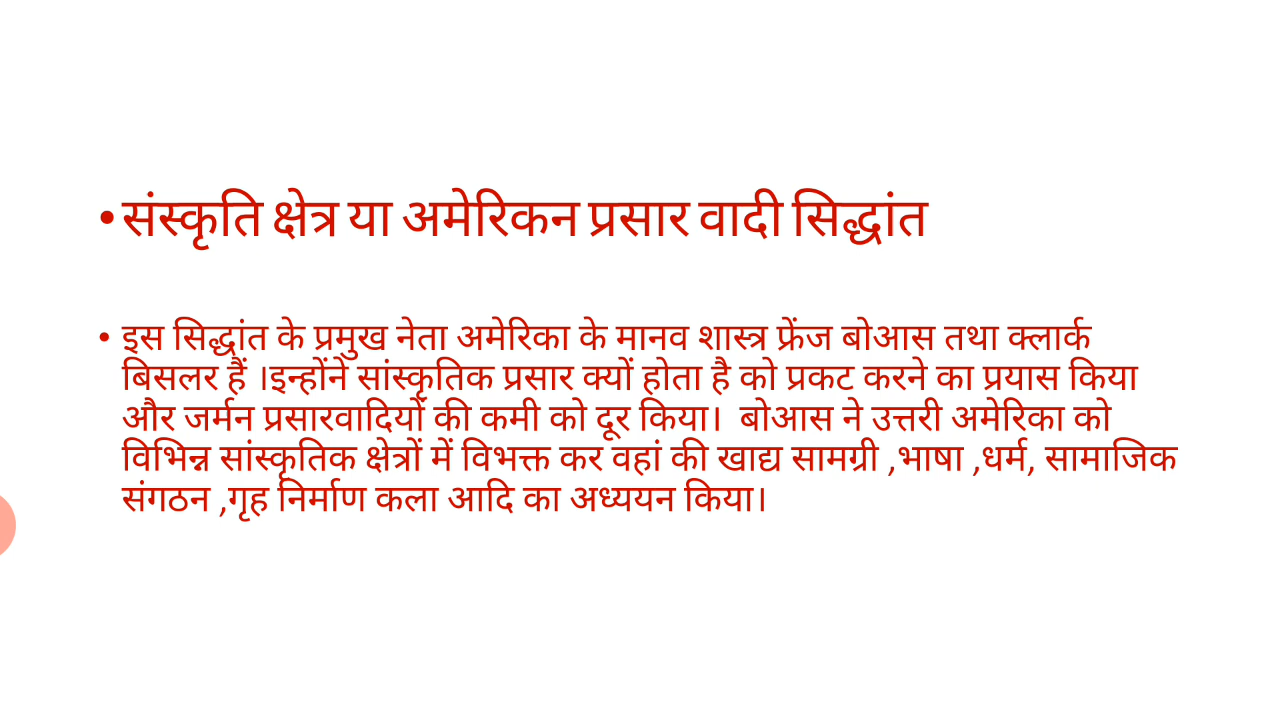 •संस्कृति क्षेत्र या अमेरिकन प्रसार वादी सिद्धांत
• इस सिद्धांत के प्रमुख नेता अमेरिका के मानव शास्त्र फ्रेंज बोआस तथा क्लार्क
बिसलर हैं ।इन्होंने सांस्कृतिक प्रसार क्यों होता है को प्रकट करने का प्रयास किया
और जर्मन प्रसारवादियों की कमी को दूर किया।  बोआस ने उत्तरी अमेरिका को
विभिन्न सांस्कृतिक क्षेत्रों में विभक्त कर वहां की खाद्य सामग्री ,भाषा ,धर्म, सामाजिक
संगठन ,गृह निर्माण कला आदि का अध्ययन किया।